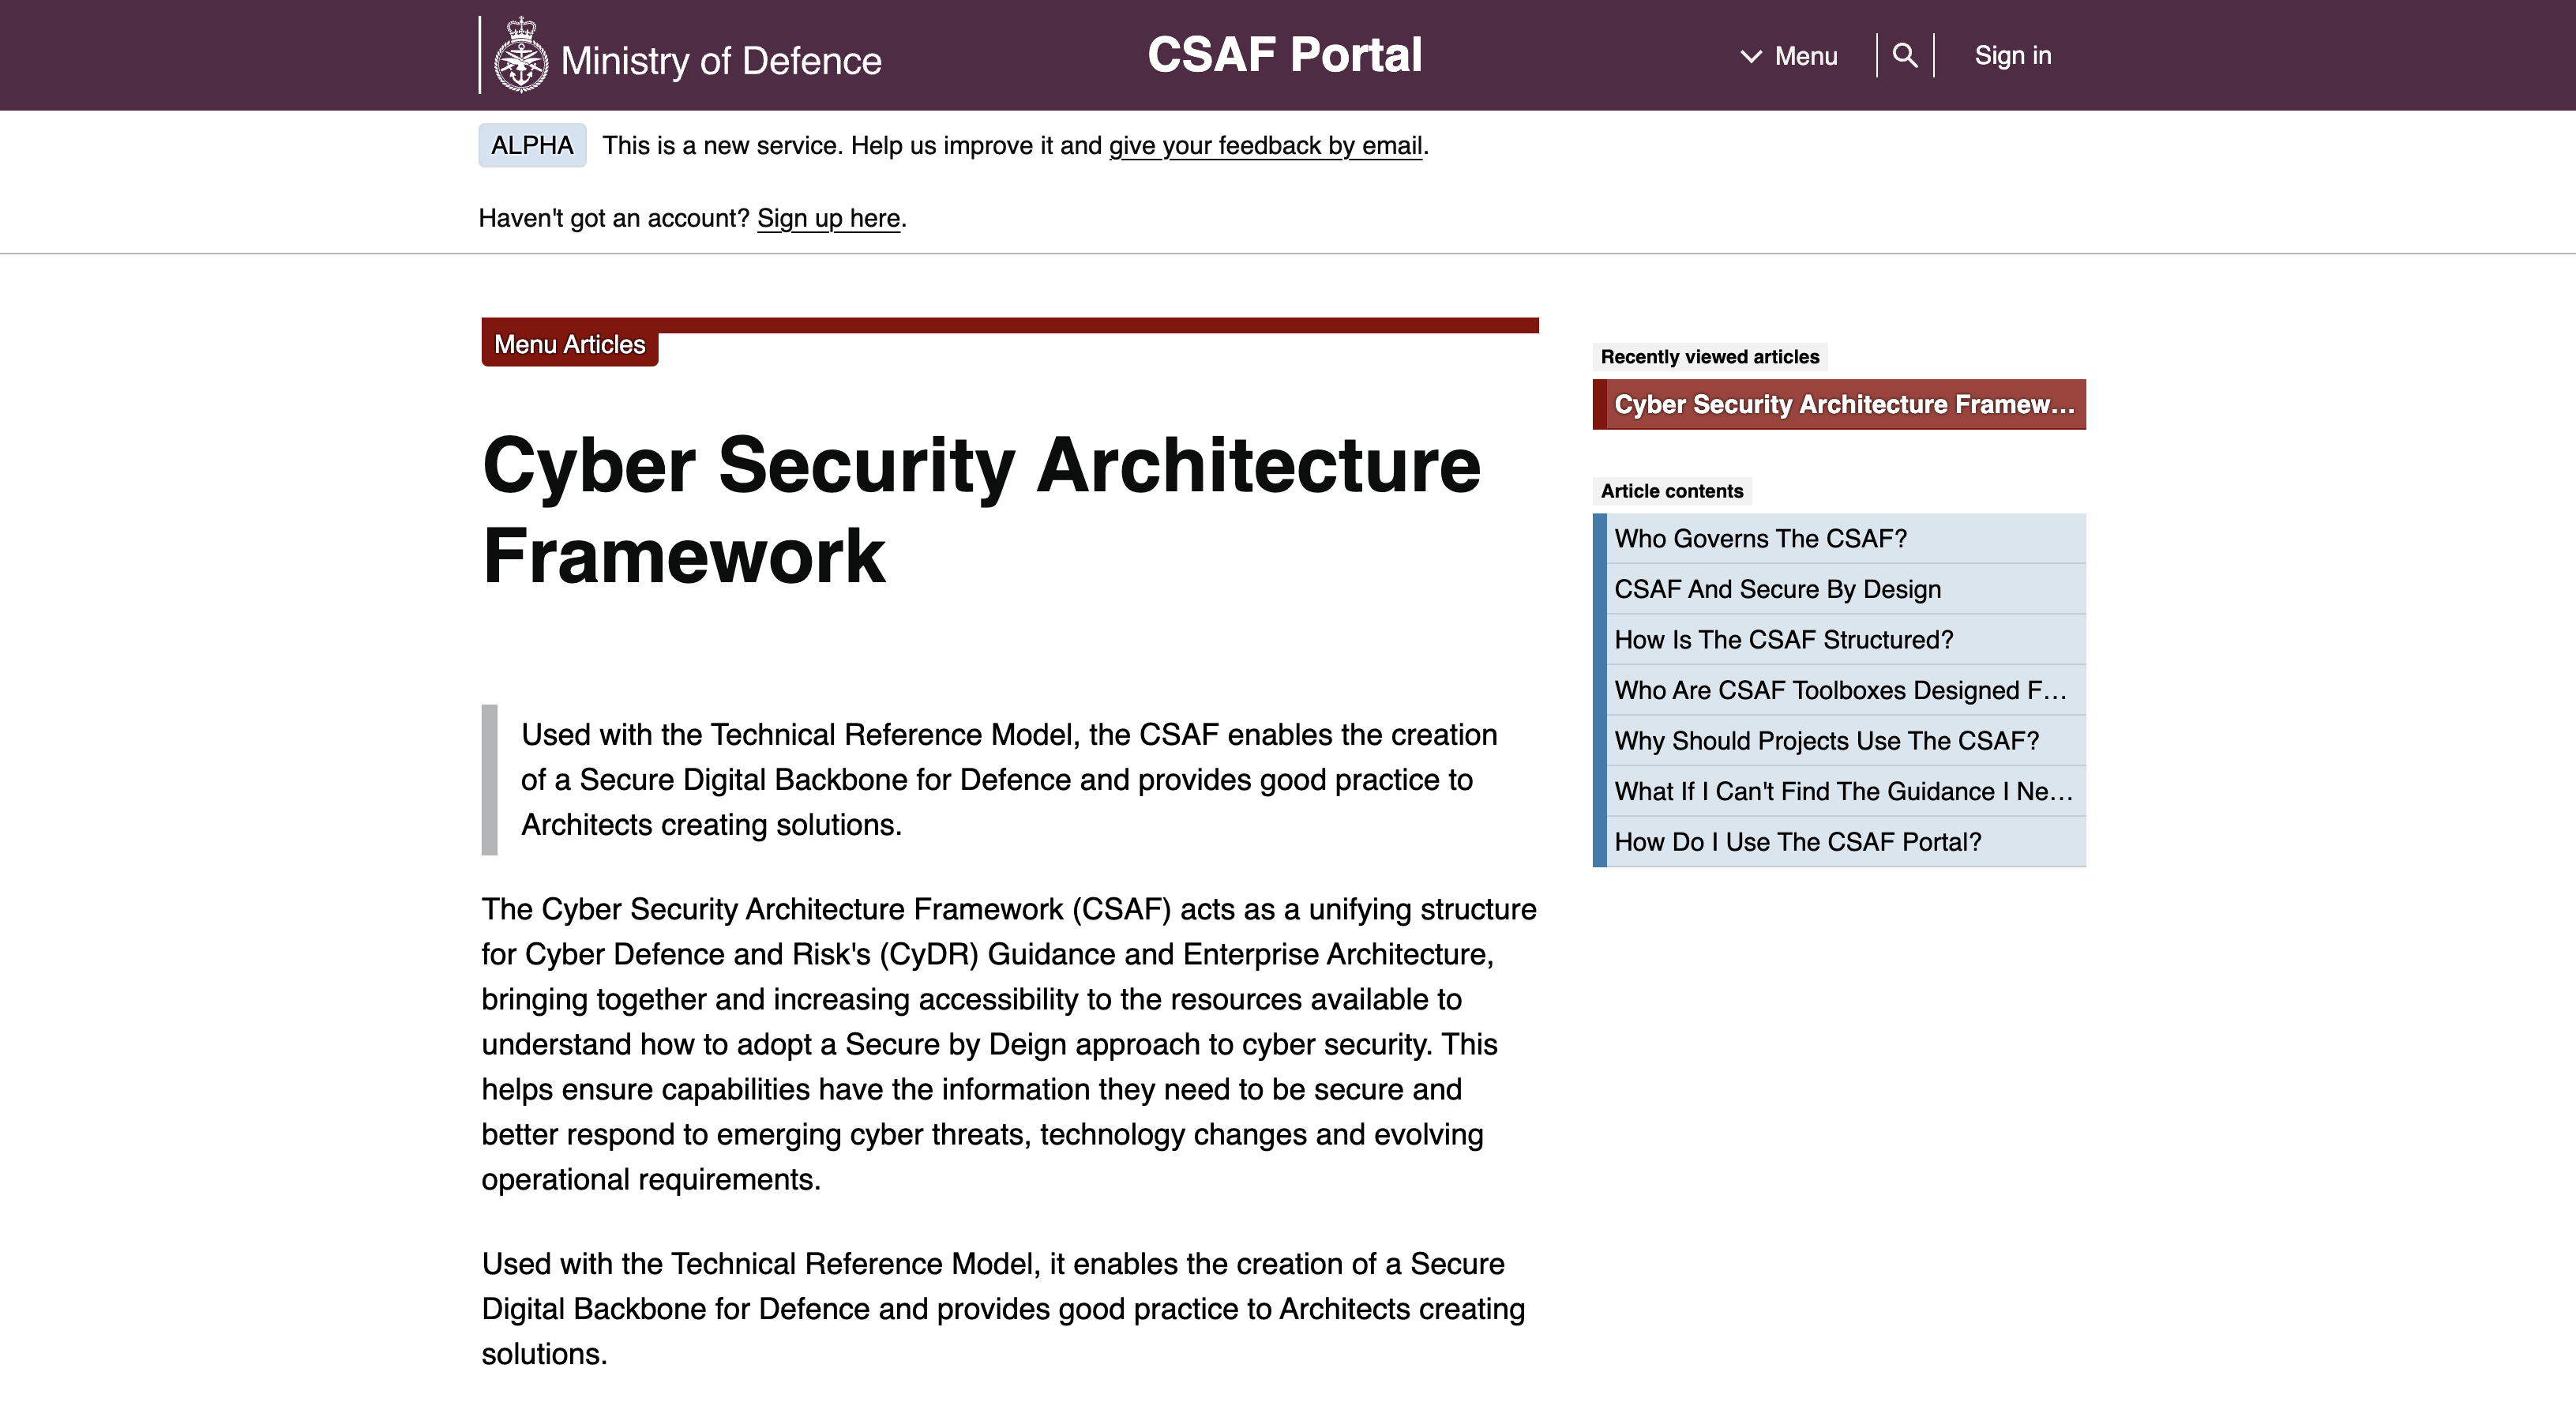 Ministry of Defence
CSAF Portal
Menu
Sign in
ALPHA This is a new service. Help us improve it and give your feedback by email.
Haven't got an account? Sign up here.
Menu Articles
Cyber Security Architecture
Framework
Used with the Technical Reference Model, the CSAF enables the creation
of a Secure Digital Backbone for Defence and provides good practice to
Architects creating solutions.
The Cyber Security Architecture Framework (CSAF) acts as a unifying structure
for Cyber Defence and Risk's (CyDR) Guidance and Enterprise Architecture,
bringing together and increasing accessibility to the resources available to
understand how to adopt a Secure by Deign approach to cyber security. This
helps ensure capabilities have the information they need to be secure and
better respond to emerging cyber threats, technology changes and evolving
operational requirements.
Used with the Technical Reference Model, it enables the creation of a Secure
Digital Backbone for Defence and provides good practice to Architects creating
solutions.
Recently viewed articles
Cyber Security Architecture Framew...
Article contents
Who Governs The CSAF?
CSAF And Secure By Design
How Is The CSAF Structured?
Who Are CSAF Toolboxes Designed F...
Why Should Projects Use The CSAF?
What If I Can't Find The Guidance I Ne...
How Do I Use The CSAF Portal?